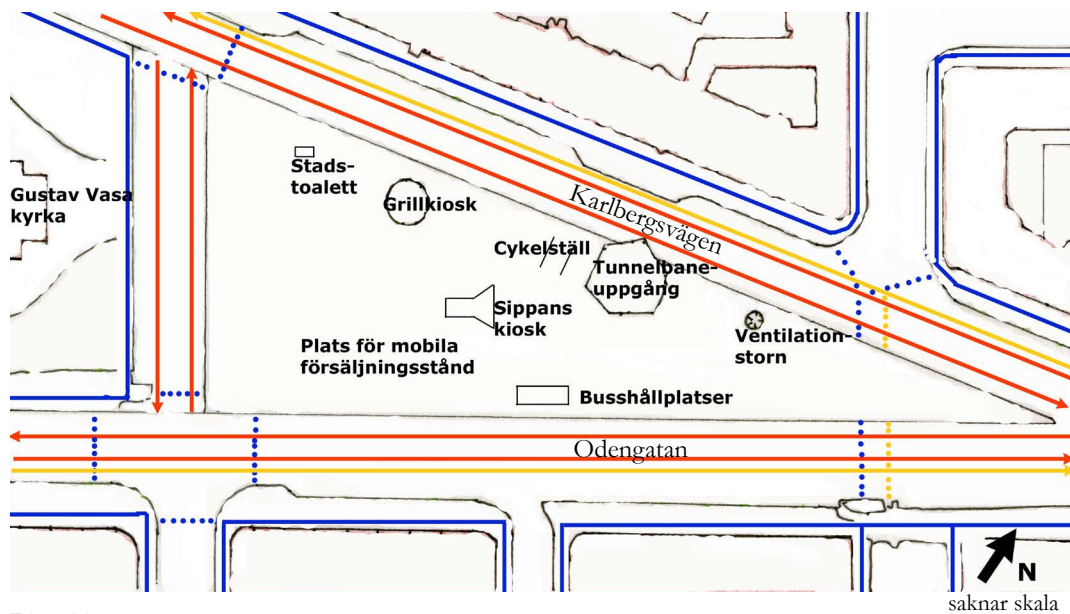 Stads-
toalett
Gustav Vasa
kyrka
Grillkiosk
Karlbergsvägen
Cykelställ
Tunnelbane-
uppgång
Sippans
kiosk
Ventilation-
storn
Plats för mobila
försäljningsstånd
Busshållplatser
Odengatan
N
saknar skala